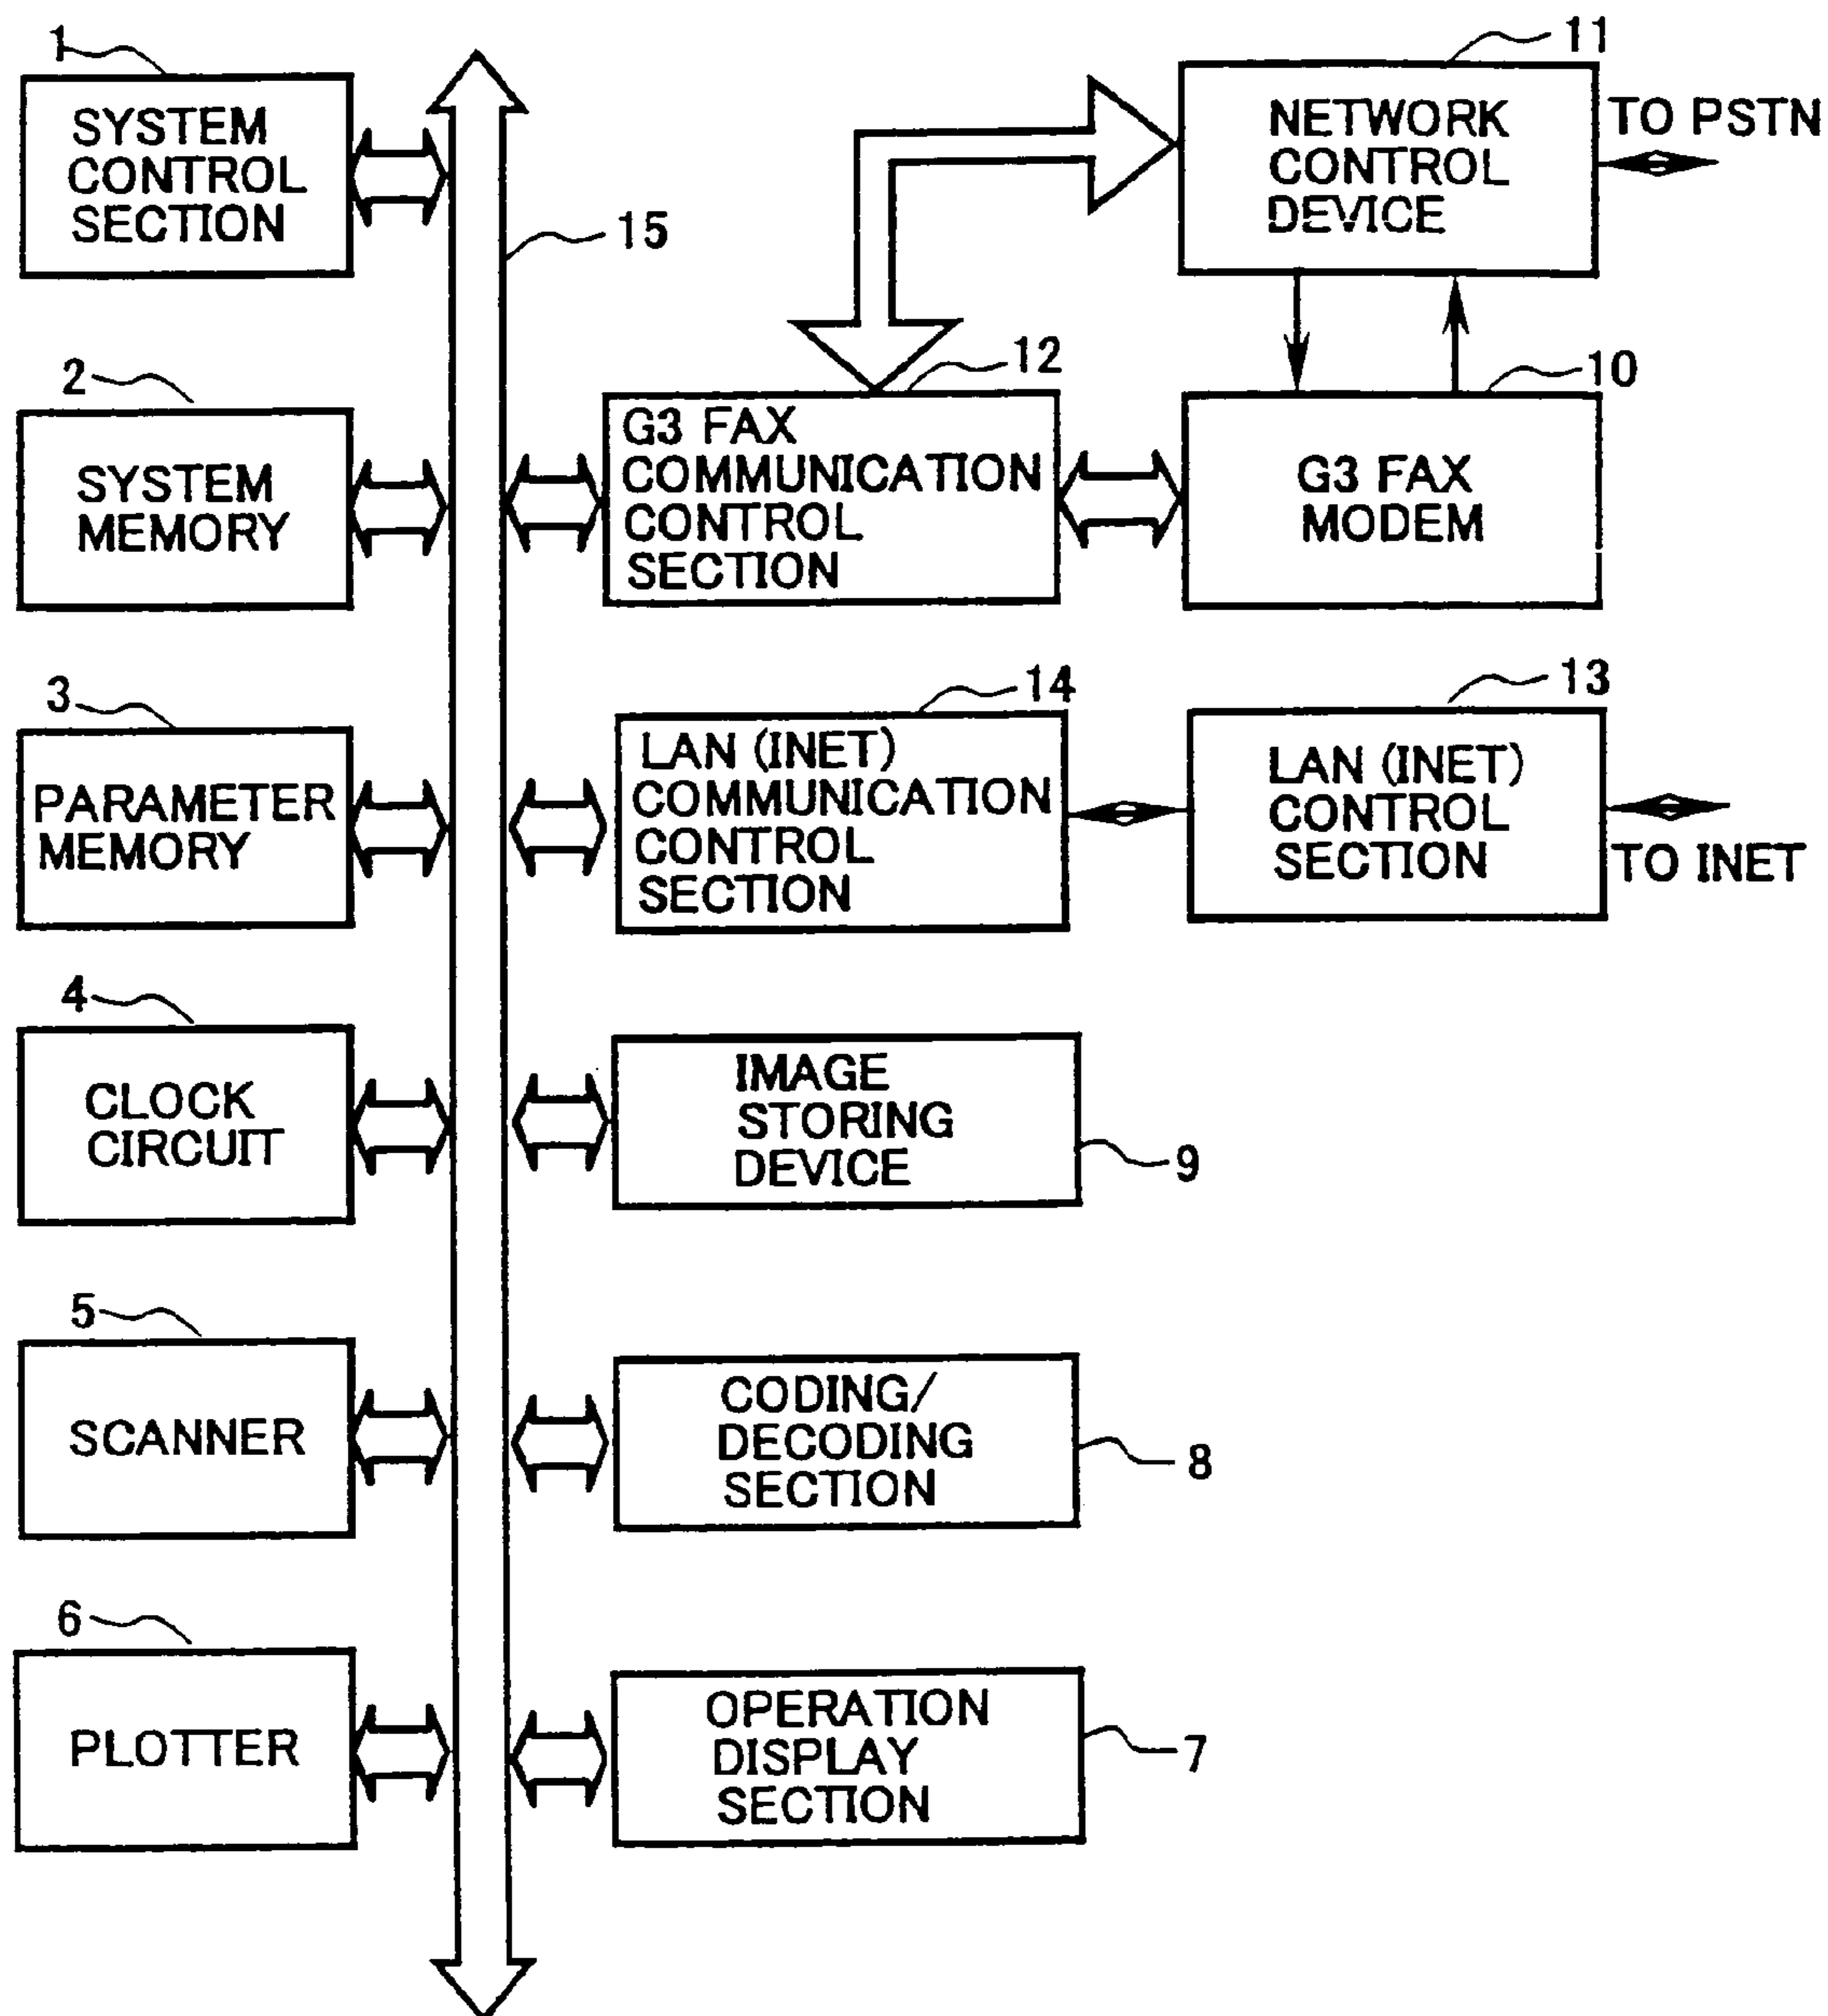 1
SYSTEM
CONTROL
SECTION
11
NETWORK
CONTROL
DEVICE
TO PSTN
15
2
SYSTEM
MEMORY
12
G3 FAX
COMMUNICATION
CONTROL
SECTION
10
G3 FAX
MODEM
3
PARAMETER
MEMORY
14
LAN (INET)
COMMUNICATION
CONTROL
SECTION
13
LAN (INET)
CONTROL
SECTION
TO INET
4
CLOCK
CIRCUIT
IMAGE
STORING
DEVICE
9
5
SCANNER
CODING/
DECODING
SECTION
8
6
PLOTTER
OPERATION
DISPLAY
SECTION
7